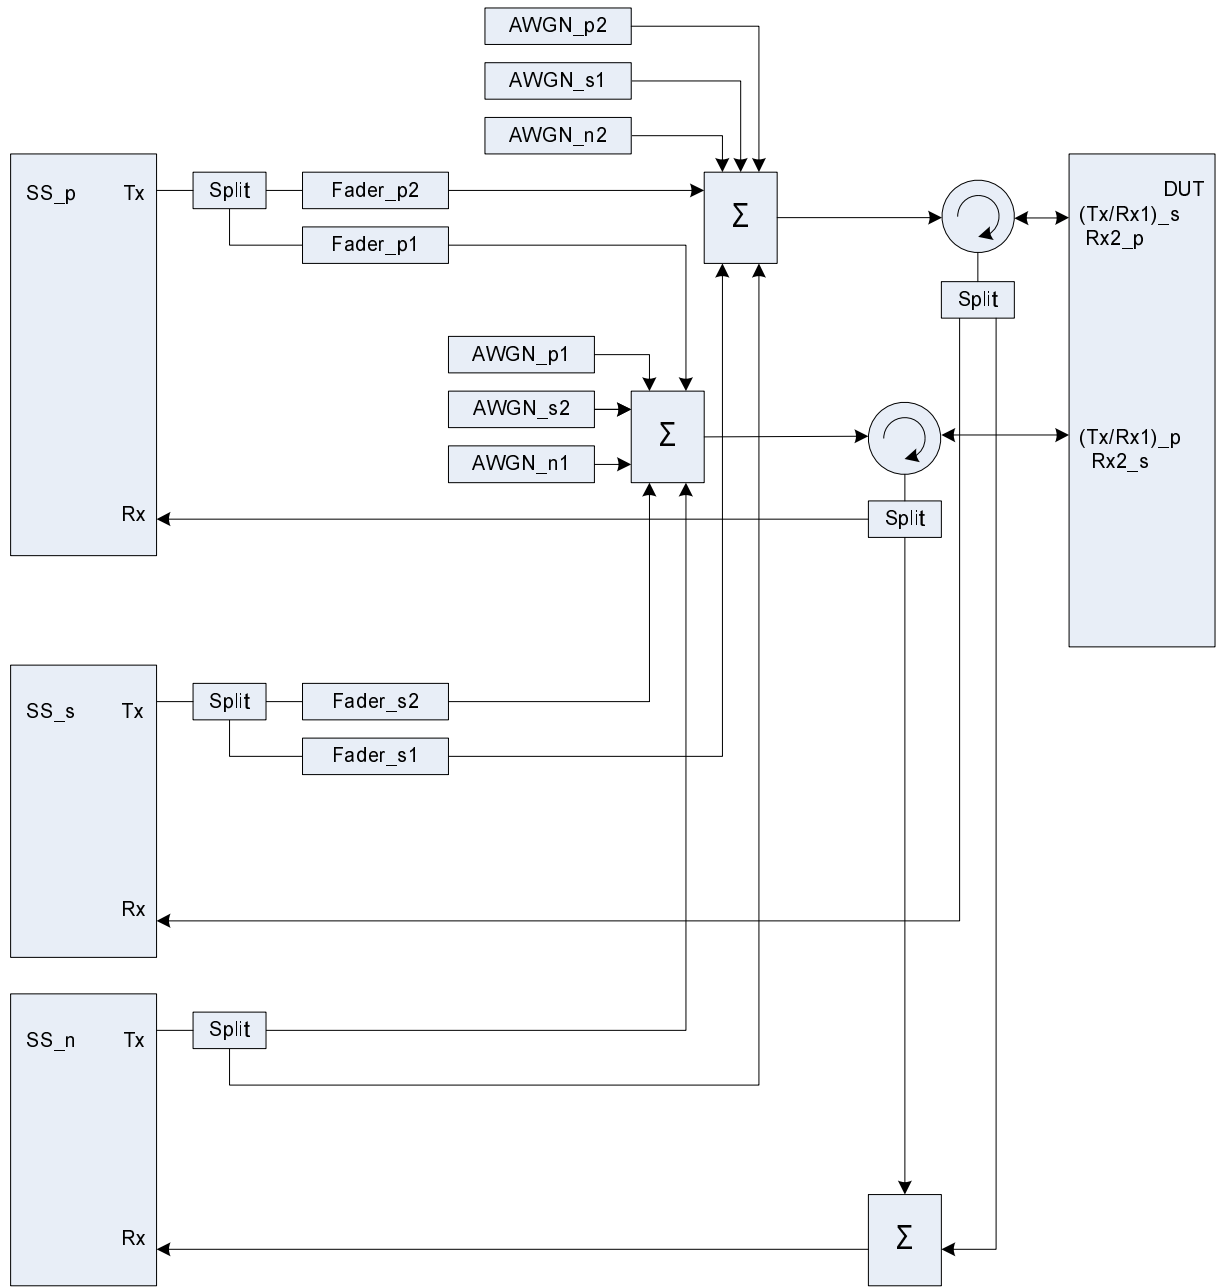 AWGN_p2
AWGN_s1
AWGN_n2
SS_p Tx
Split
Fader_p2
Σ
DUT
(Tx/Rx1)_s
Rx2_p
Fader_p1
Split
AWGN_p1
AWGN_s2
AWGN_n1
Σ
(Tx/Rx1)_p
Rx2_s
Rx
Split
SS_s Tx
Split
Fader_s2
Fader_s1
Rx
SS_n Tx
Split
Rx
Σ